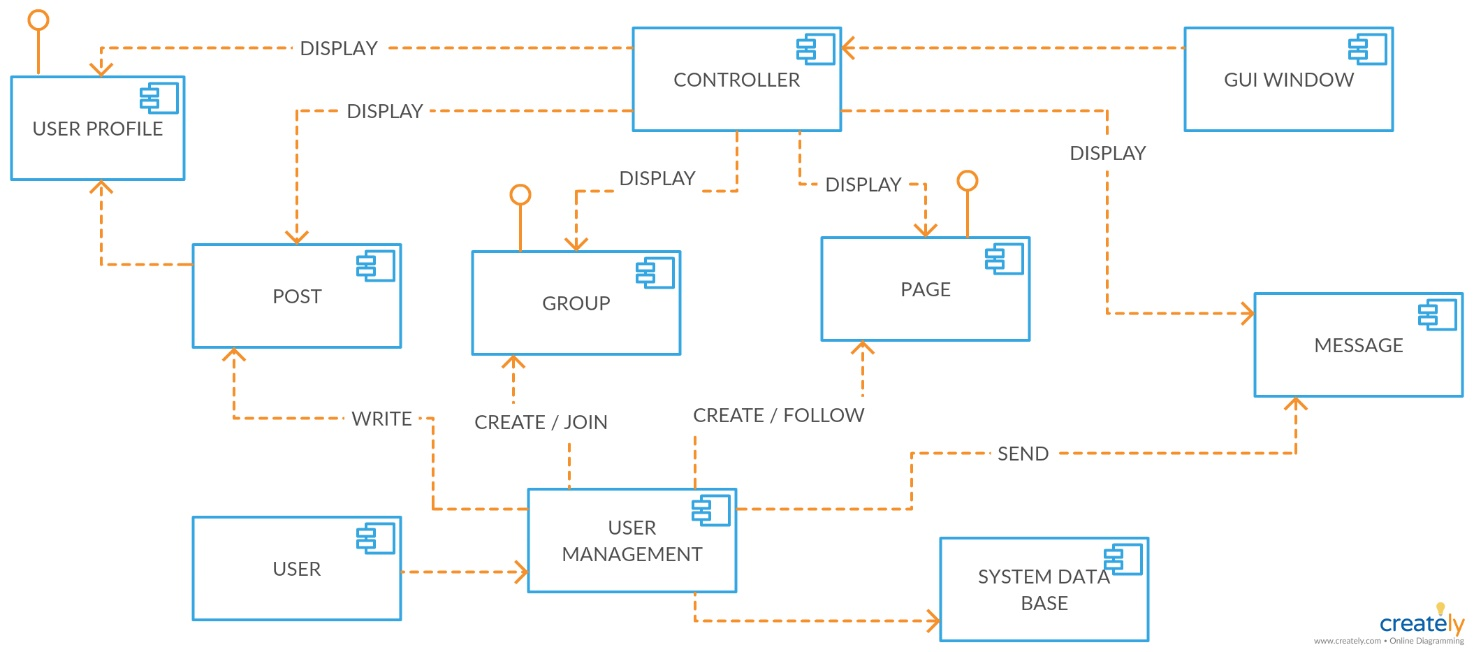 DISPLAY
CONTROLLER
GUI WINDOW
USER PROFILE
DISPLAY
DISPLAY
DISPLAY
DISPLAY
POST
GROUP
PAGE
MESSAGE
WRITE
CREATE / JOIN
CREATE / FOLLOW
SEND
USER
MANAGEMENT
USER
SYSTEM DATA
BASE
creately
www.creately.com • Online Diagramming